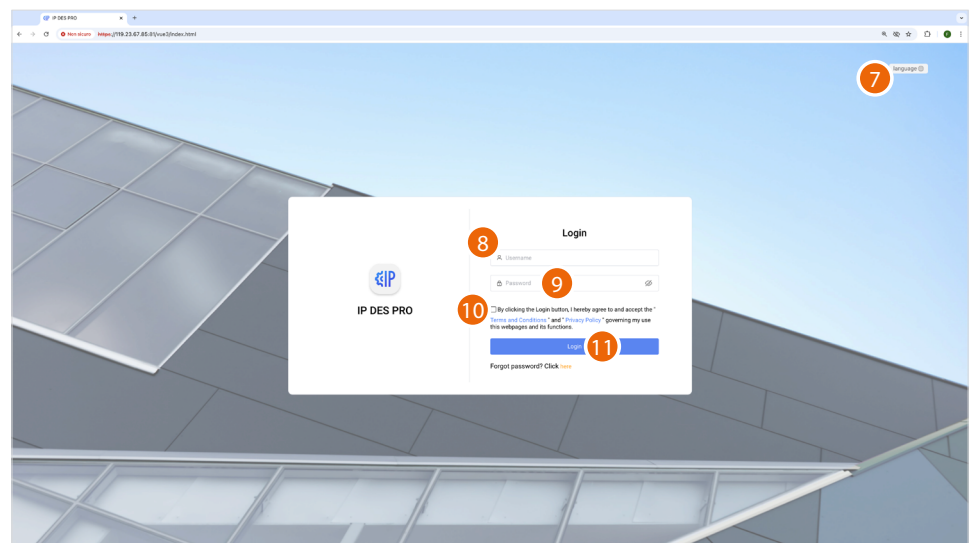 IP DES PRO
Non sicuro https://119.23.67.85:81/vue3/index.html
7
language
8
Login
Username
9
Password
IP
IP DES PRO
10
By clicking the Login button, I hereby agree to and accept the "
Terms and Conditions " and " Privacy Policy " governing my use
this webpages and its functions.
Login
11
Forgot password? Click here